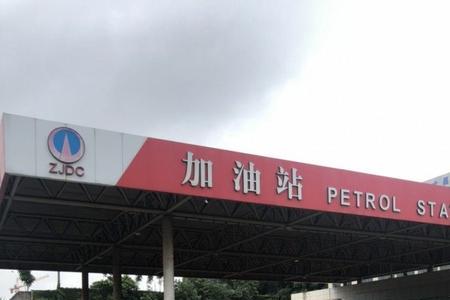 ZJDC
加油站 PETROL STA